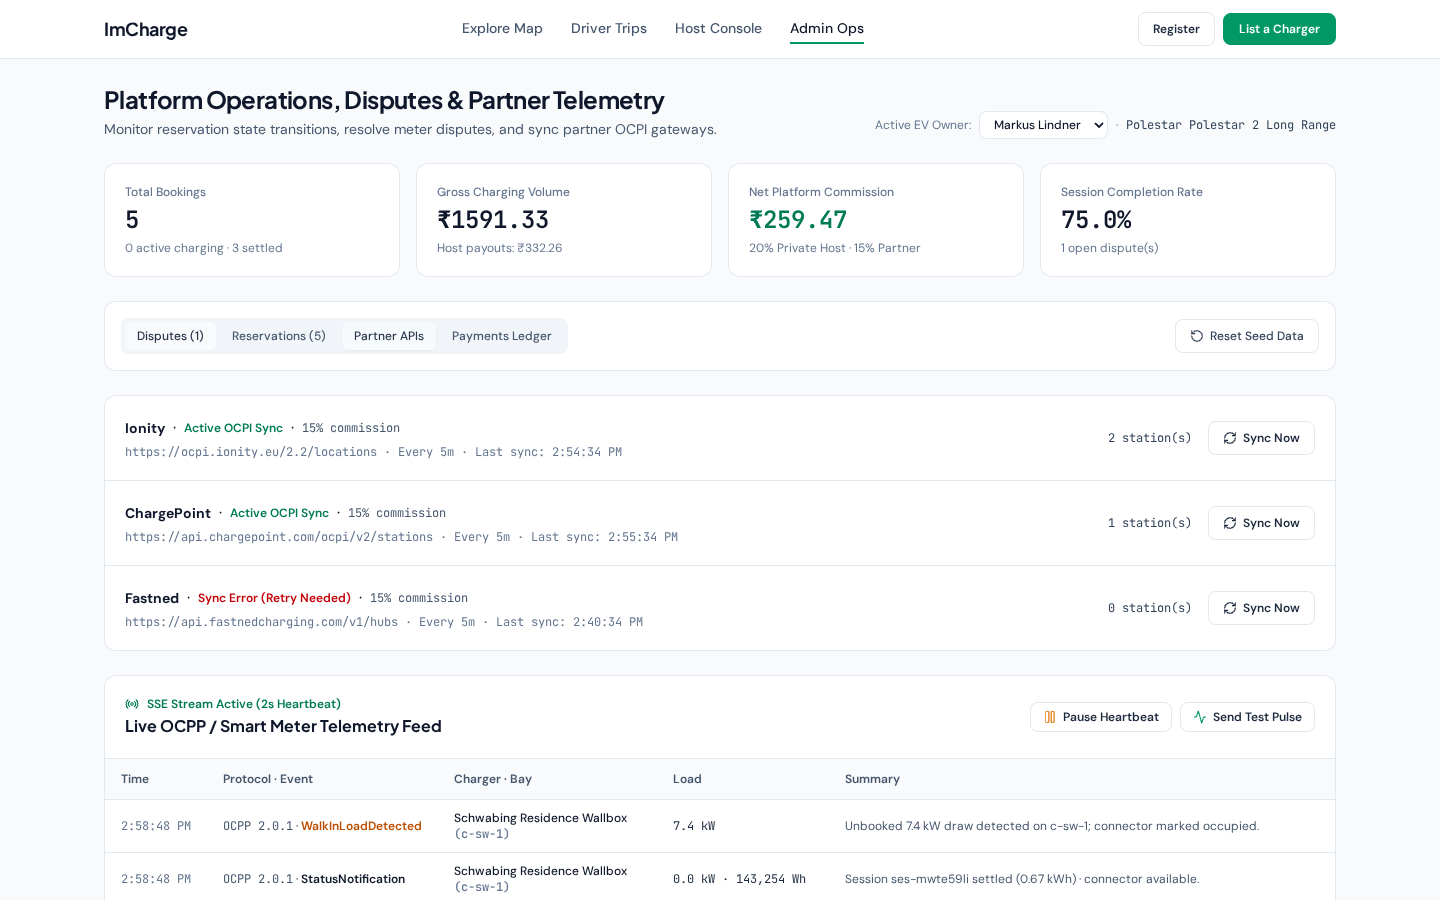 ImCharge
Explore Map
Driver Trips
Host Console
Admin Ops
Register
List a Charger
Platform Operations, Disputes & Partner Telemetry
Monitor reservation state transitions, resolve meter disputes, and sync partner OCPI gateways.
Active EV Owner: Markus Lindner · Polestar Polestar 2 Long Range
Total Bookings
5
0 active charging · 3 settled
Gross Charging Volume
₹1591.33
Host payouts: ₹332.26
Net Platform Commission
₹259.47
20% Private Host · 15% Partner
Session Completion Rate
75.0%
1 open dispute(s)
Disputes (1)
Reservations (5)
Partner APIs
Payments Ledger
Reset Seed Data
Ionity · Active OCPI Sync · 15% commission
https://ocpi.ionity.eu/2.2/locations · Every 5m · Last sync: 2:54:34 PM
2 station(s)
Sync Now
ChargePoint · Active OCPI Sync · 15% commission
https://api.chargepoint.com/ocpi/v2/stations · Every 5m · Last sync: 2:55:34 PM
1 station(s)
Sync Now
Fastned · Sync Error (Retry Needed) · 15% commission
https://api.fastnedcharging.com/v1/hubs · Every 5m · Last sync: 2:40:34 PM
0 station(s)
Sync Now
SSE Stream Active (2s Heartbeat)
Live OCPP / Smart Meter Telemetry Feed
Pause Heartbeat
Send Test Pulse
Time
Protocol · Event
Charger · Bay
Load
Summary
2:58:48 PM
OCPP 2.0.1 · WalkInLoadDetected
Schwabing Residence Wallbox
(c-sw-1)
7.4 kW
Unbooked 7.4 kW draw detected on c-sw-1; connector marked occupied.
2:58:48 PM
OCPP 2.0.1 · StatusNotification
Schwabing Residence Wallbox
(c-sw-1)
0.0 kW · 143,254 Wh
Session ses-mwte59li settled (0.67 kWh) · connector available.